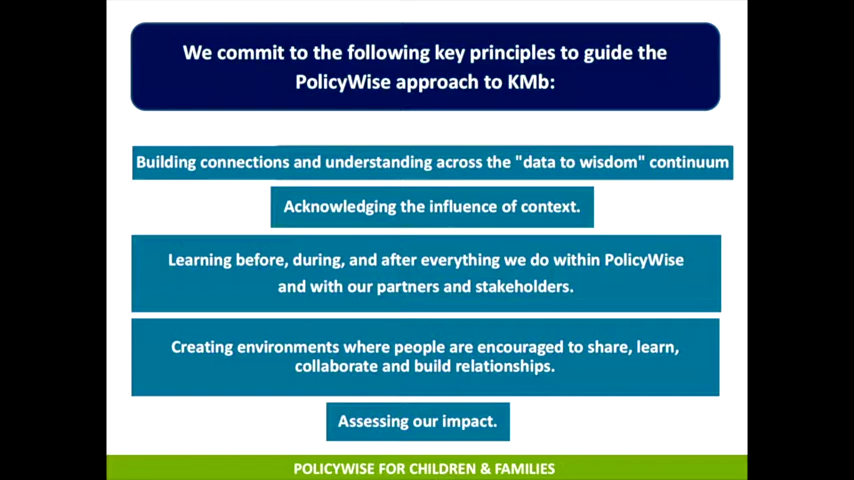 We commit to the following key principles to guide the
PolicyWise approach to KMb:
Building connections and understanding across the "data to wisdom" continuum
Acknowledging the influence of context.
Learning before, during, and after everything we do within PolicyWise
and with our partners and stakeholders.
Creating environments where people are encouraged to share, learn,
collaborate and build relationships.
Assessing our impact.
POLICYWISE FOR CHILDREN & FAMILIES